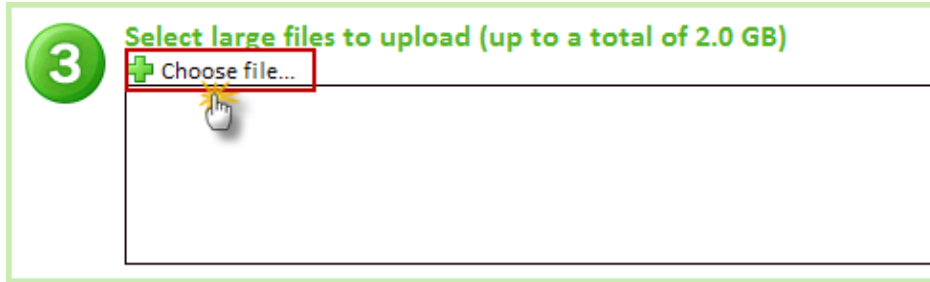 3
Select large files to upload (up to a total of 2.0 GB)
Choose file...